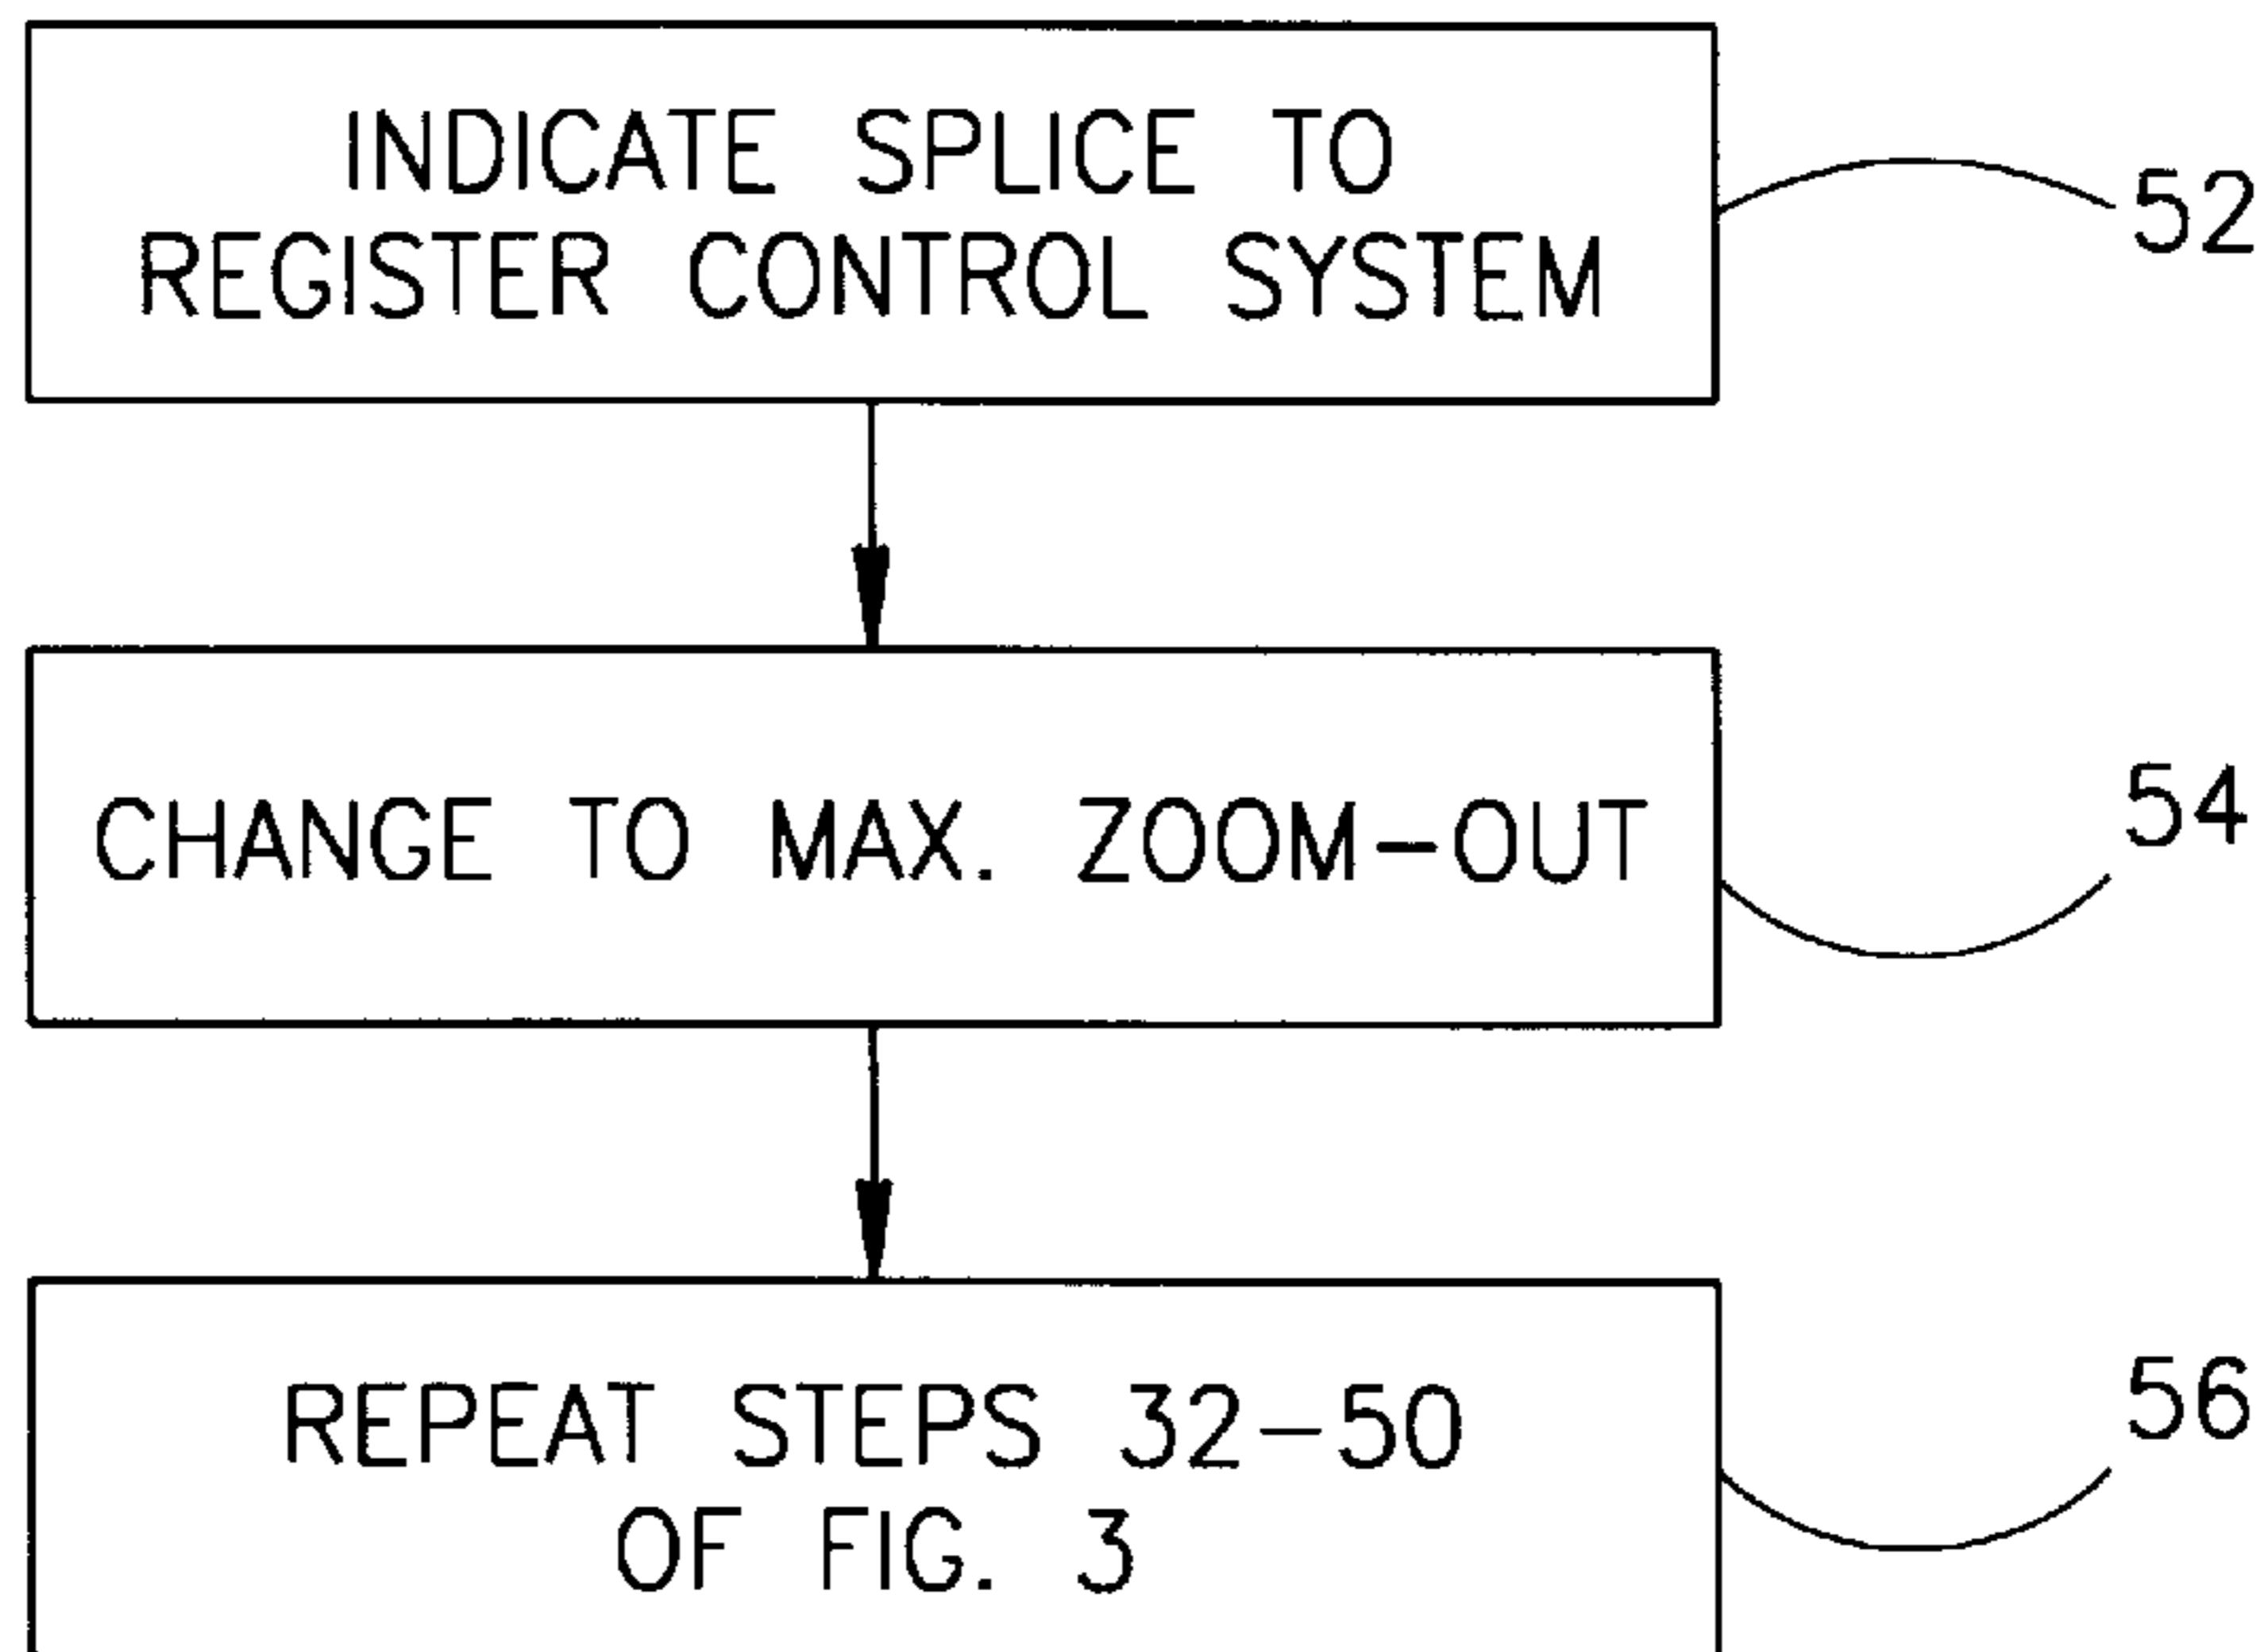 INDICATE SPLICE TO
REGISTER CONTROL SYSTEM
52
CHANGE TO MAX. ZOOM-OUT
54
REPEAT STEPS 32-50
OF FIG. 3
56